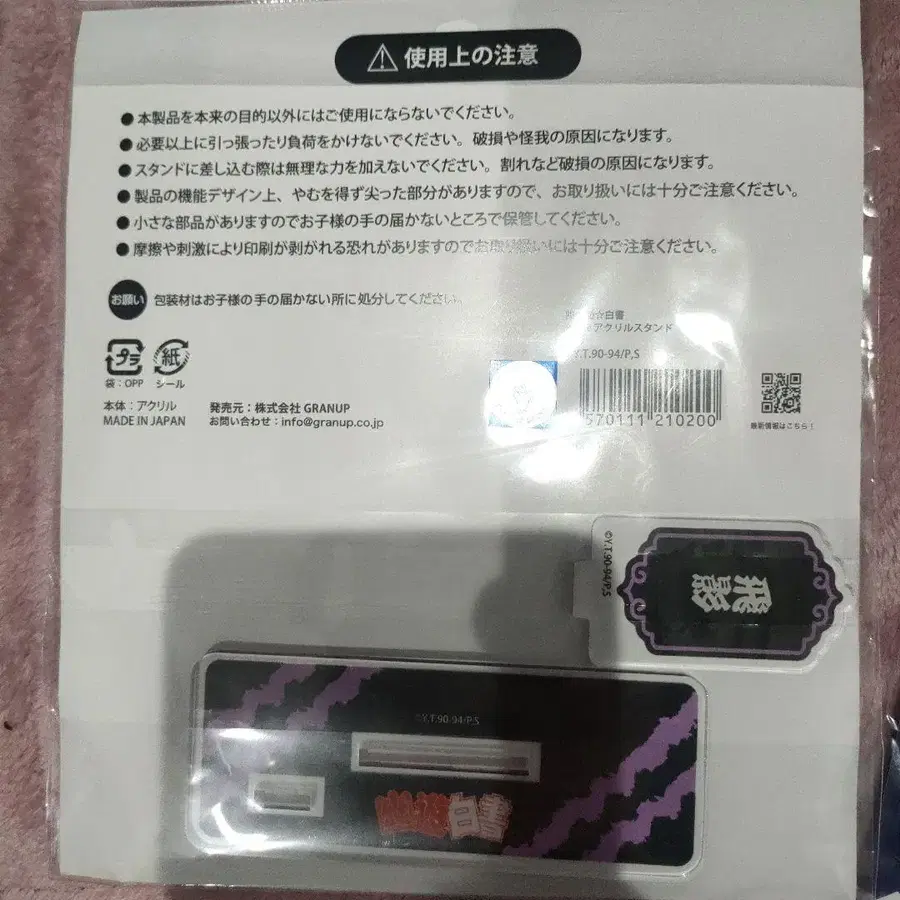 使用上の注意
● 本製品を本来の目的以外にはご使用にならないでください。
● 必要以上に引っ張ったり負荷をかけないでください。破損や怪我の原因になります。
● スタンドに差し込む際は無理な力を加えないでください。割れなど破損の原因になります。
● 製品の機能デザイン上、やむを得ず尖った部分がありますので、お取り扱いには十分ご注意ください。
● 小さな部品がありますのでお子様の手の届かないところで保管してください。
● 摩擦や刺激により印刷が剥がれる恐れがありますのでお取り扱いには十分ご注意ください。
お願い 包装材はお子様の手の届かない所に処分してください。
☆白書
アクリルスタンド
Y.T.90-94/P,S
プラ 紙
袋：OPP シール
本体：アクリル
MADE IN JAPAN
発売元：株式会社 GRANUP
お問い合わせ：info@granup.co.jp
570111 210200
最新情報はこちら！
©Y.T.90-94/P,S
飛影
©Y.T.90-94/P,S
幽遊白書